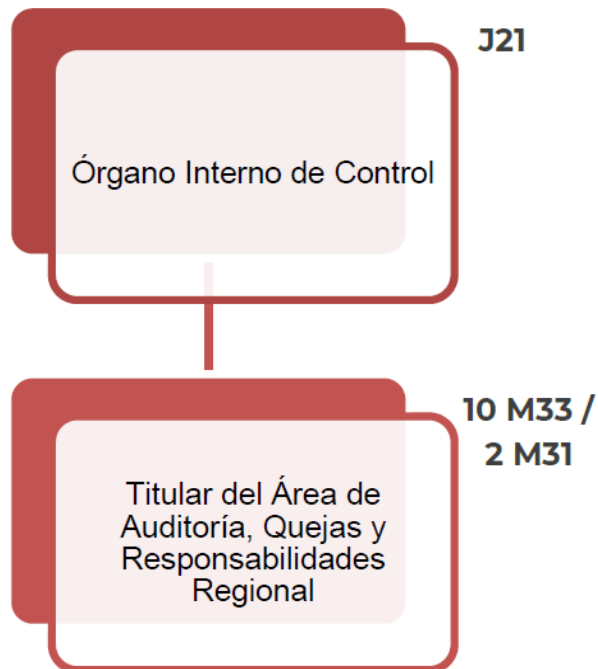 J21
Órgano Interno de Control
10 M33 /
2 M31
Titular del Área de
Auditoría, Quejas y
Responsabilidades
Regional